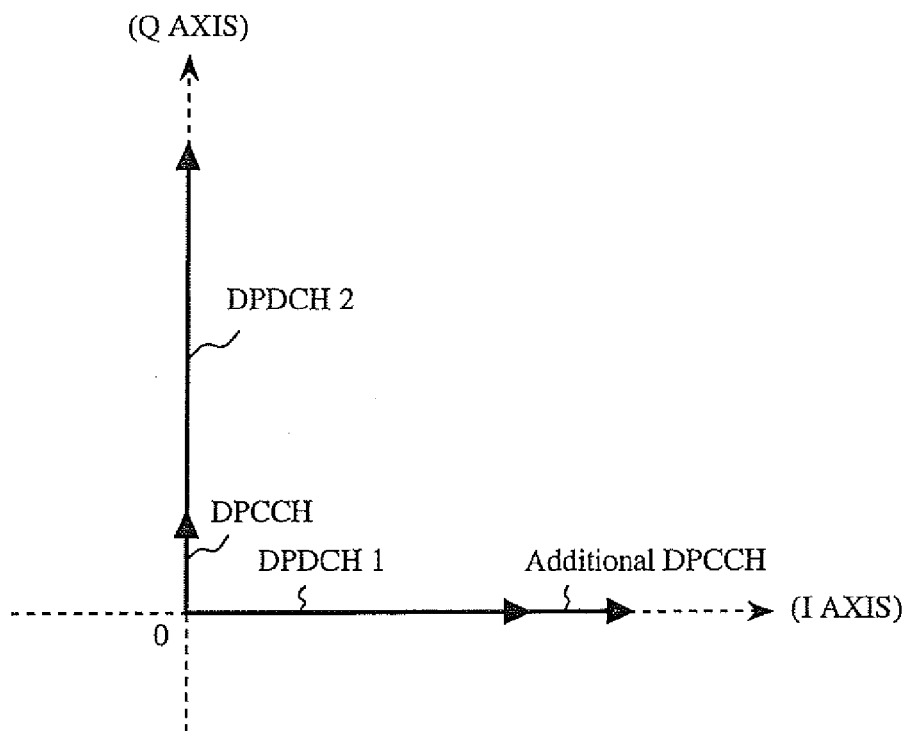 (Q AXIS)
DPDCH 2
DPCCH
DPDCH 1
Additional DPCCH
(I AXIS)
0